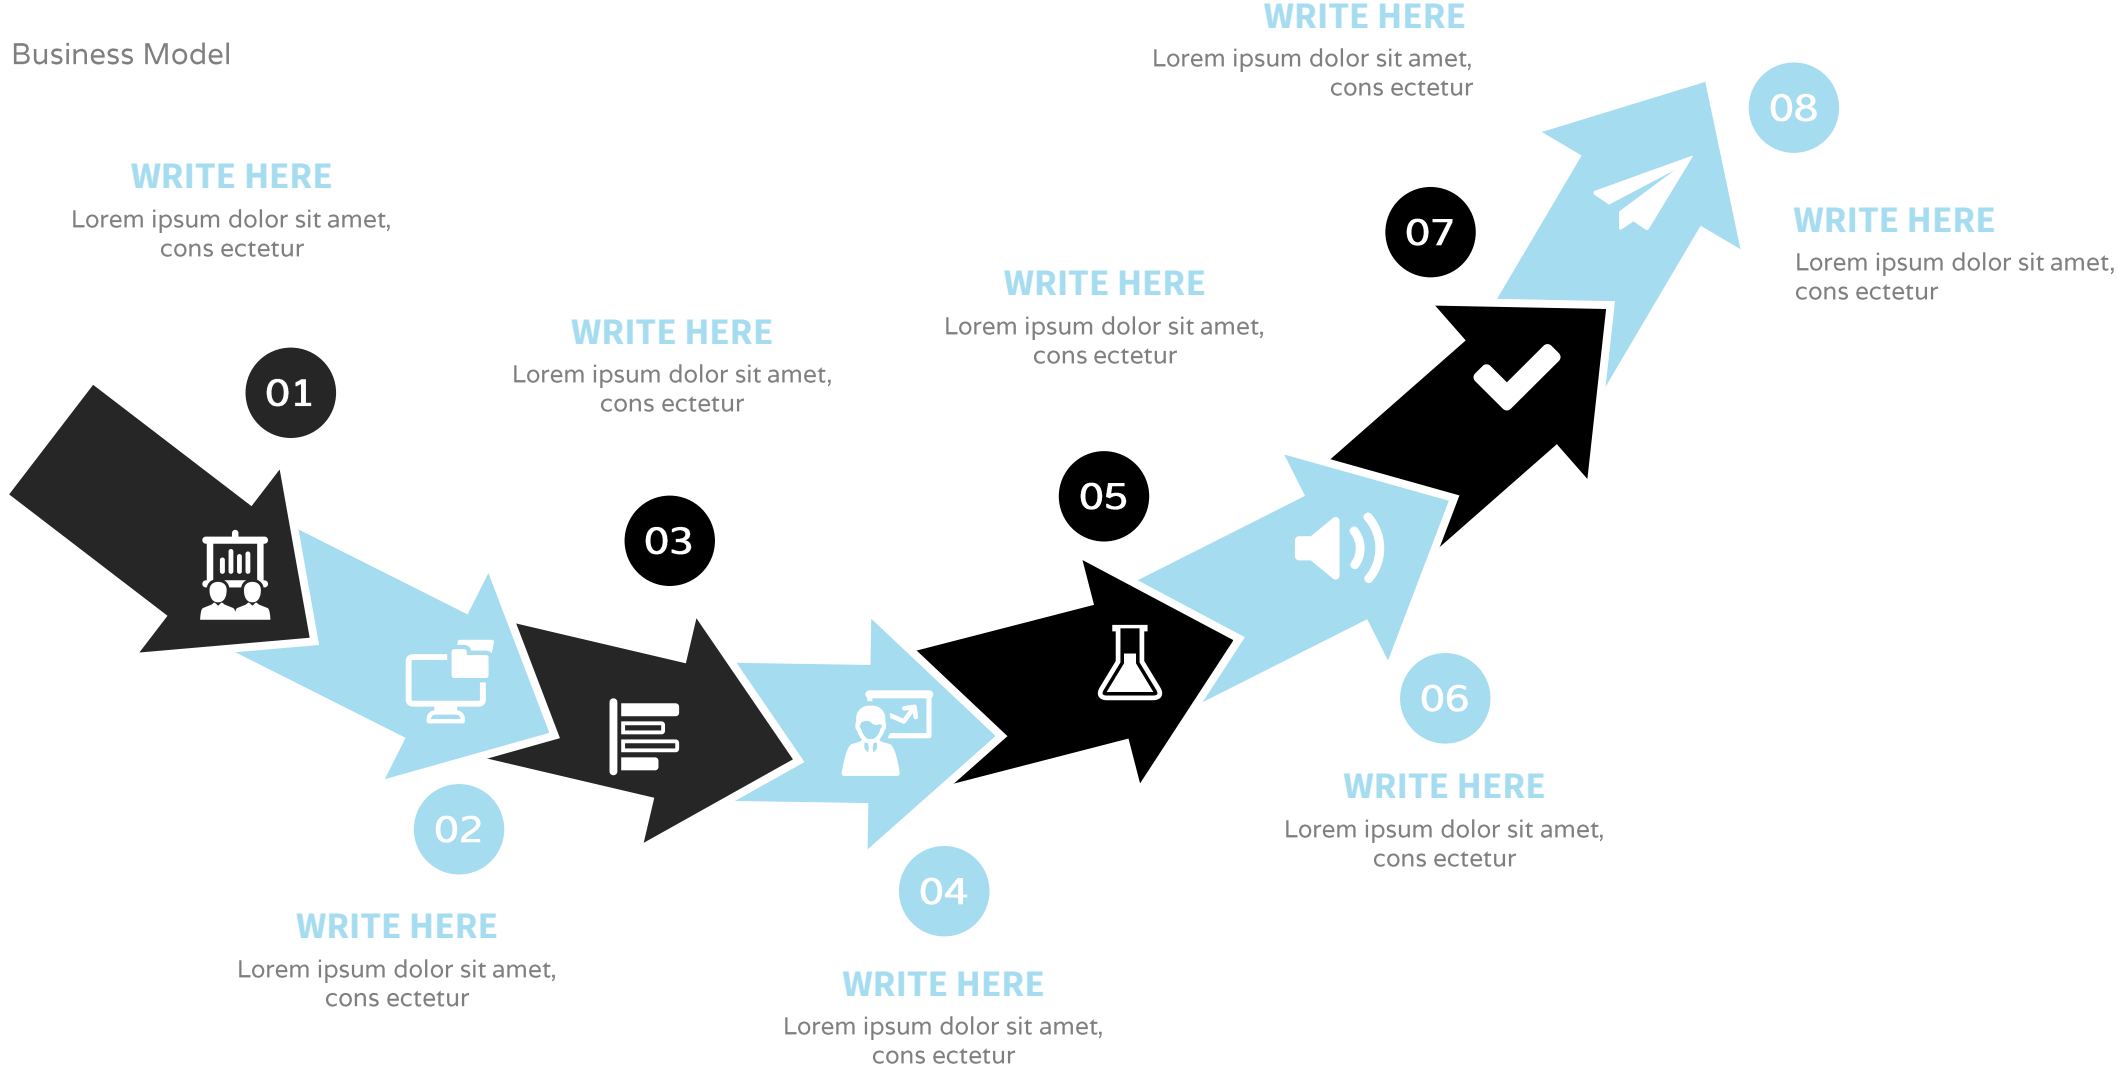 Business Model
01
WRITE HERE
Lorem ipsum dolor sit amet,
cons ectetur
02
WRITE HERE
Lorem ipsum dolor sit amet,
cons ectetur
03
WRITE HERE
Lorem ipsum dolor sit amet,
cons ectetur
04
WRITE HERE
Lorem ipsum dolor sit amet,
cons ectetur
05
WRITE HERE
Lorem ipsum dolor sit amet,
cons ectetur
06
WRITE HERE
Lorem ipsum dolor sit amet,
cons ectetur
07
WRITE HERE
Lorem ipsum dolor sit amet,
cons ectetur
08
WRITE HERE
Lorem ipsum dolor sit amet,
cons ectetur